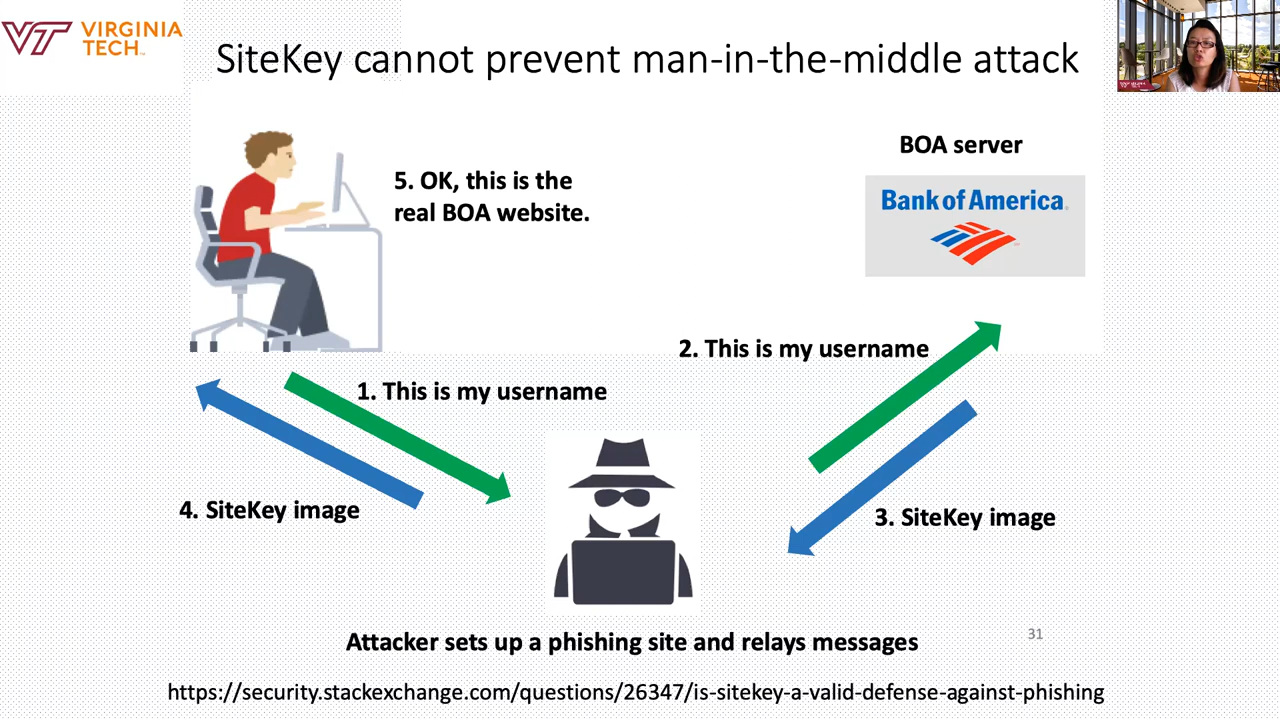 VT VIRGINIA
TECH
SiteKey cannot prevent man-in-the-middle attack
5. OK, this is the
real BOA website.
BOA server
Bank of America
2. This is my username
1. This is my username
4. SiteKey image
3. SiteKey image
Attacker sets up a phishing site and relays messages
31
https://security.stackexchange.com/questions/26347/is-sitekey-a-valid-defense-against-phishing